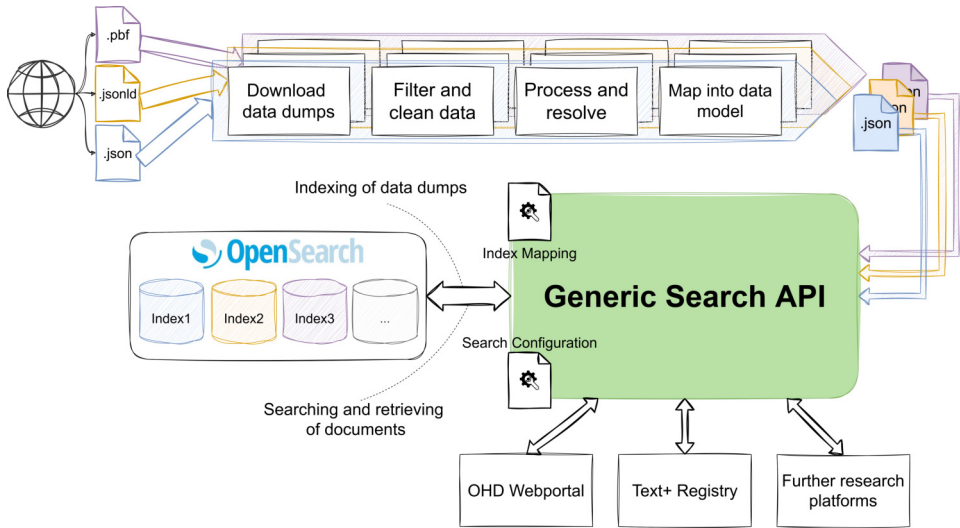 .pbf
.jsonld
.json
Download
data dumps
Filter and
clean data
Process and
resolve
Map into data
model
.json
Indexing of data dumps
OpenSearch
Index1
Index2
Index3
...
Index Mapping
Generic Search API
Search Configuration
Searching and retrieving
of documents
OHD Webportal
Text+ Registry
Further research
platforms